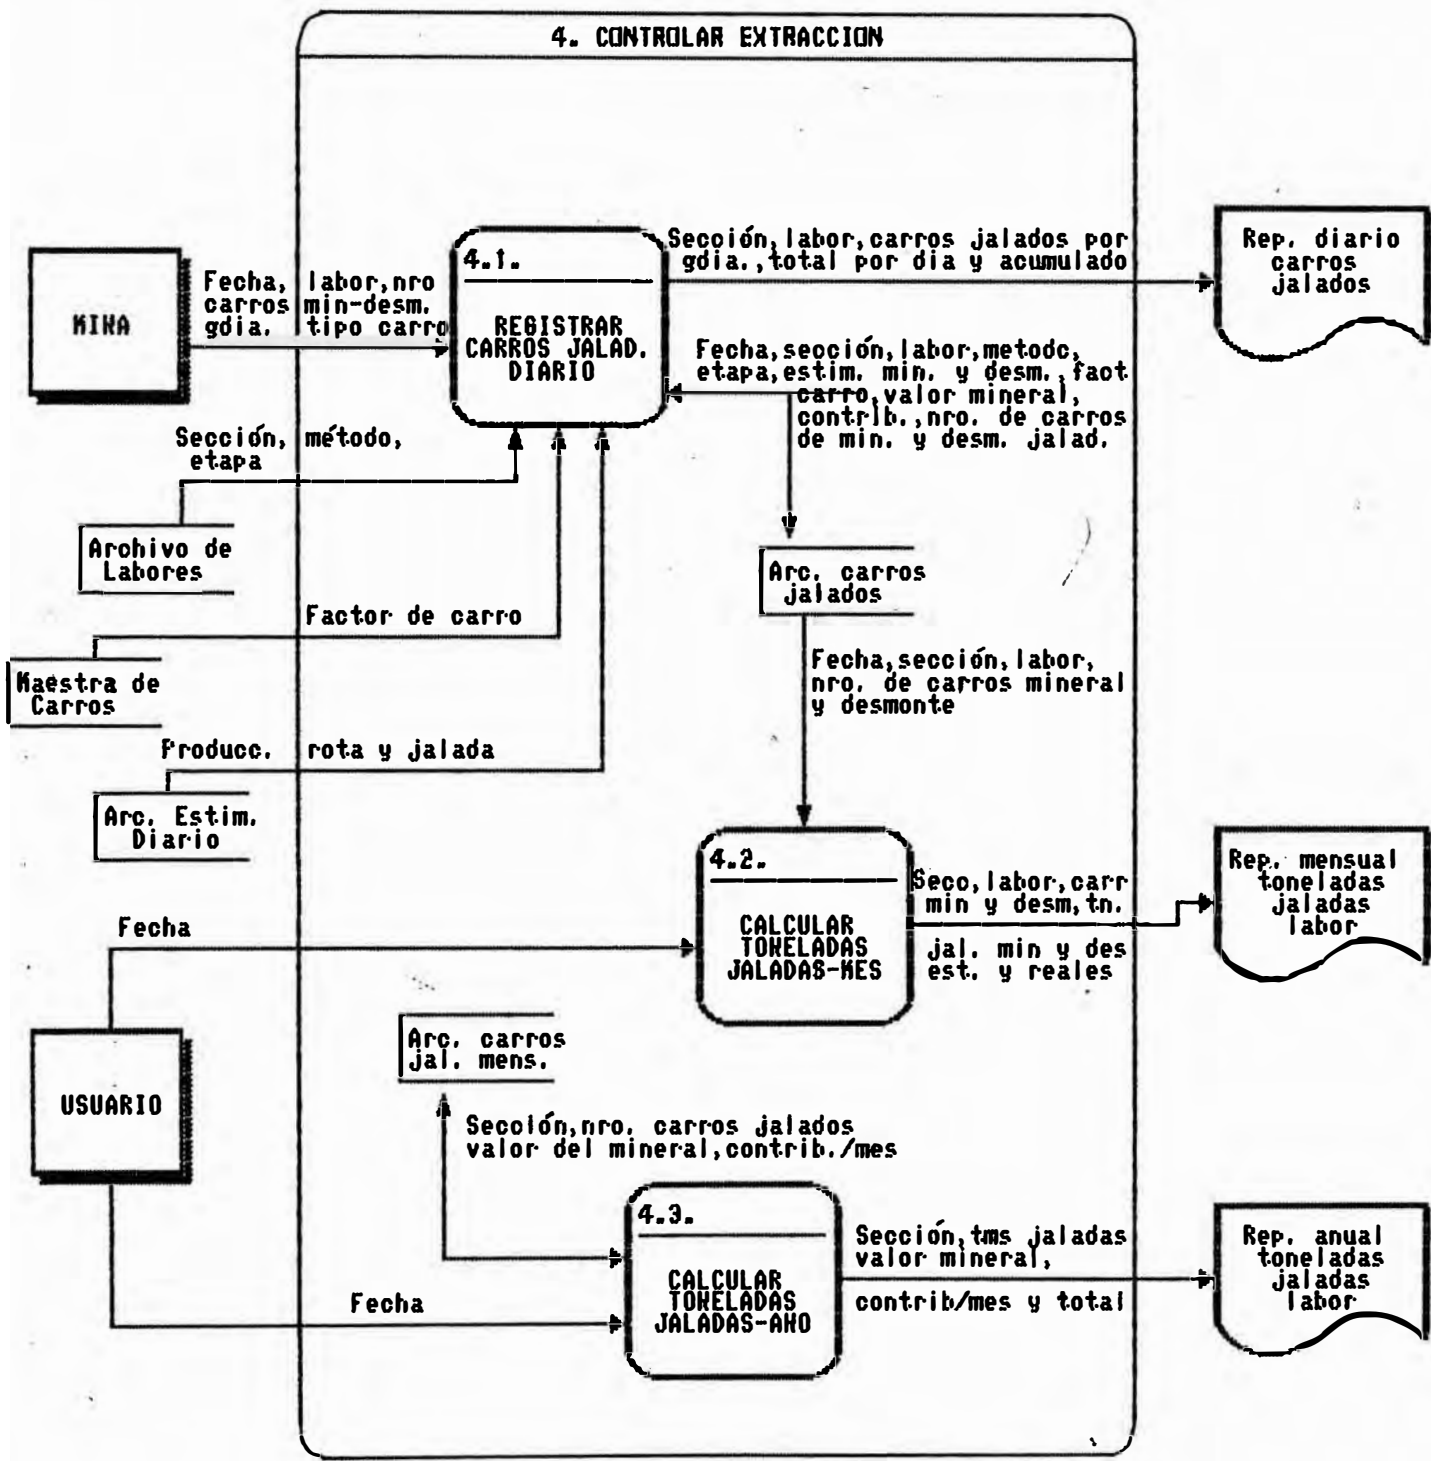 4. CONTROLAR EXTRACCION
MINA
Fecha, labor,nro
carros min-desm.
gdia. tipo carro
4.1.
REGISTRAR
CARROS JALAD.
DIARIO
Sección,labor,carros jalados por
gdia.,total por dia y acumulado
Rep. diario
carros
jalados
Fecha,sección,labor,metodo,
etapa,estim. min. y desm.,fact
carro,valor mineral,
contrib.,nro. de carros
de min. y desm. jalad.
Sección, método,
etapa
Archivo de
Labores
Arc. carros
jalados
Factor de carro
Maestra de
Carros
Fecha,sección,labor,
nro. de carros mineral
y desmonte
Producc. rota y jalada
Arc. Estim.
Diario
4.2.
CALCULAR
TONELADAS
JALADAS-MES
Secc,labor,carr
min y desm,tn.
jal. min y des
est. y reales
Rep. mensual
toneladas
jaladas
labor
Fecha
USUARIO
Arc. carros
jal. mens.
Sección,nro. carros jalados
valor del mineral,contrib./mes
4.3.
CALCULAR
TONELADAS
JALADAS-ANO
Sección,tms jaladas
valor mineral,
contrib/mes y total
Rep. anual
toneladas
jaladas
labor
Fecha